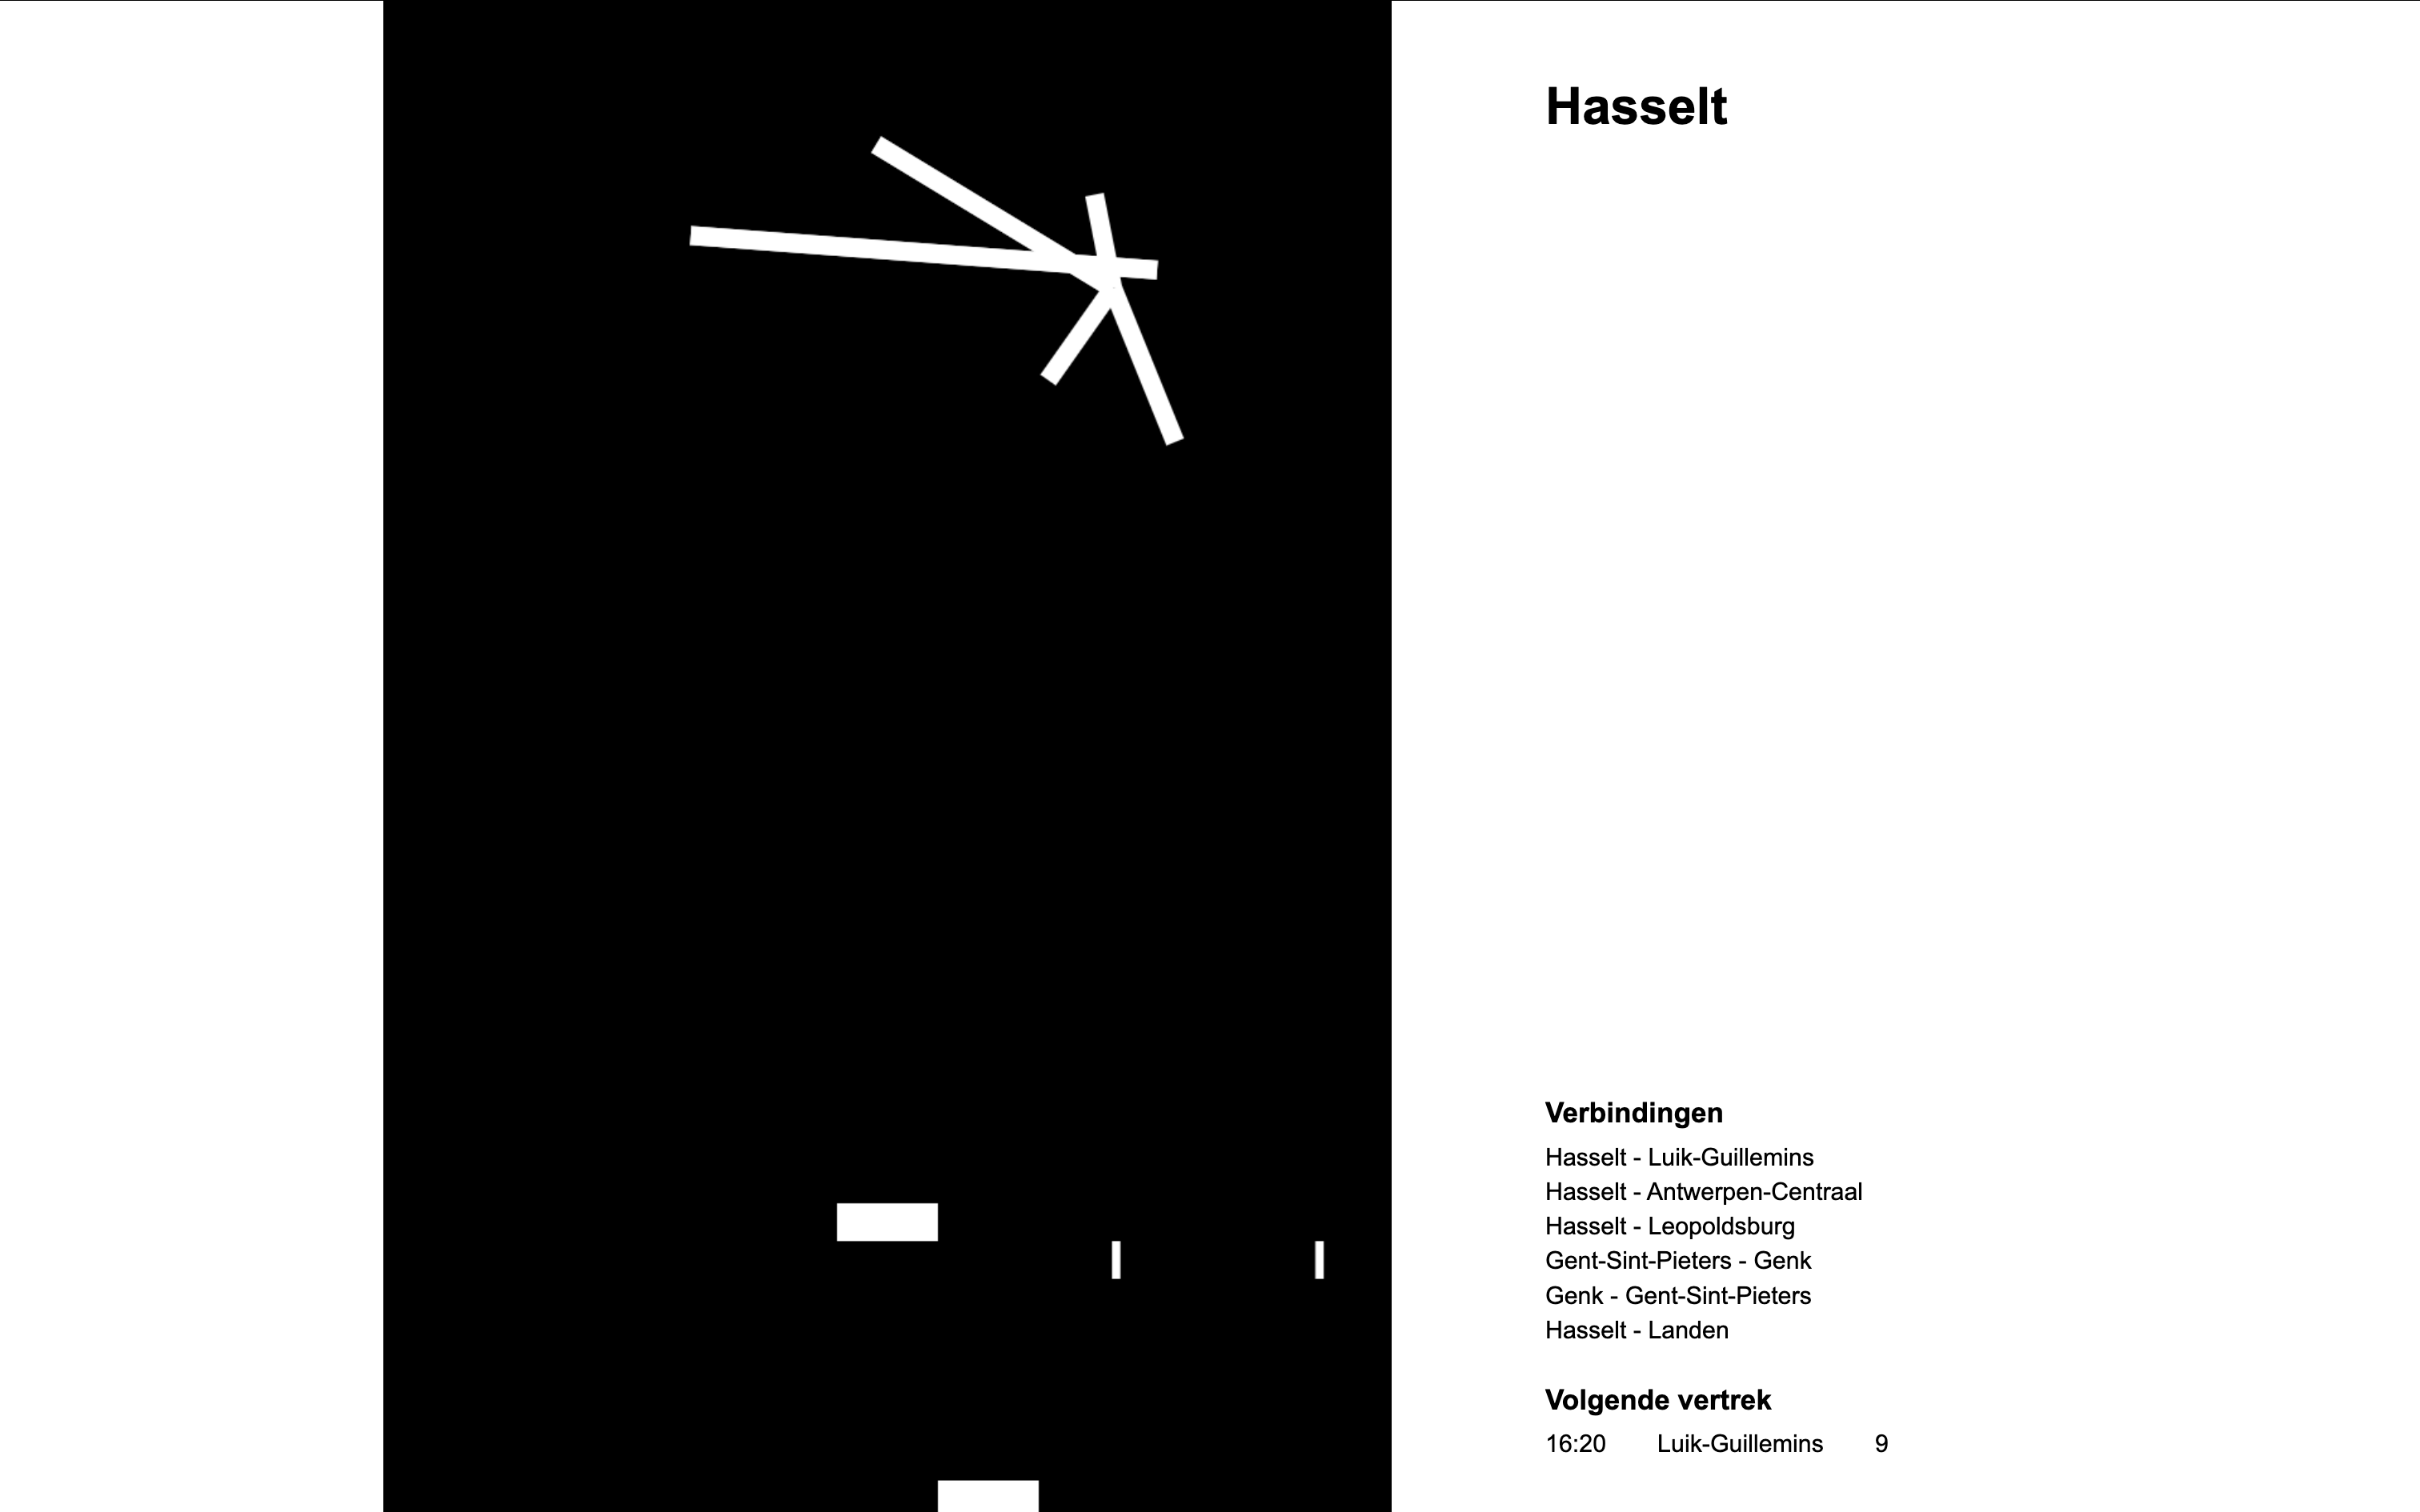 Hasselt
Verbindingen
Hasselt - Luik-Guillemins
Hasselt - Antwerpen-Centraal
Hasselt - Leopoldsburg
Gent-Sint-Pieters - Genk
Genk - Gent-Sint-Pieters
Hasselt - Landen
Volgende vertrek
16:20 Luik-Guillemins 9